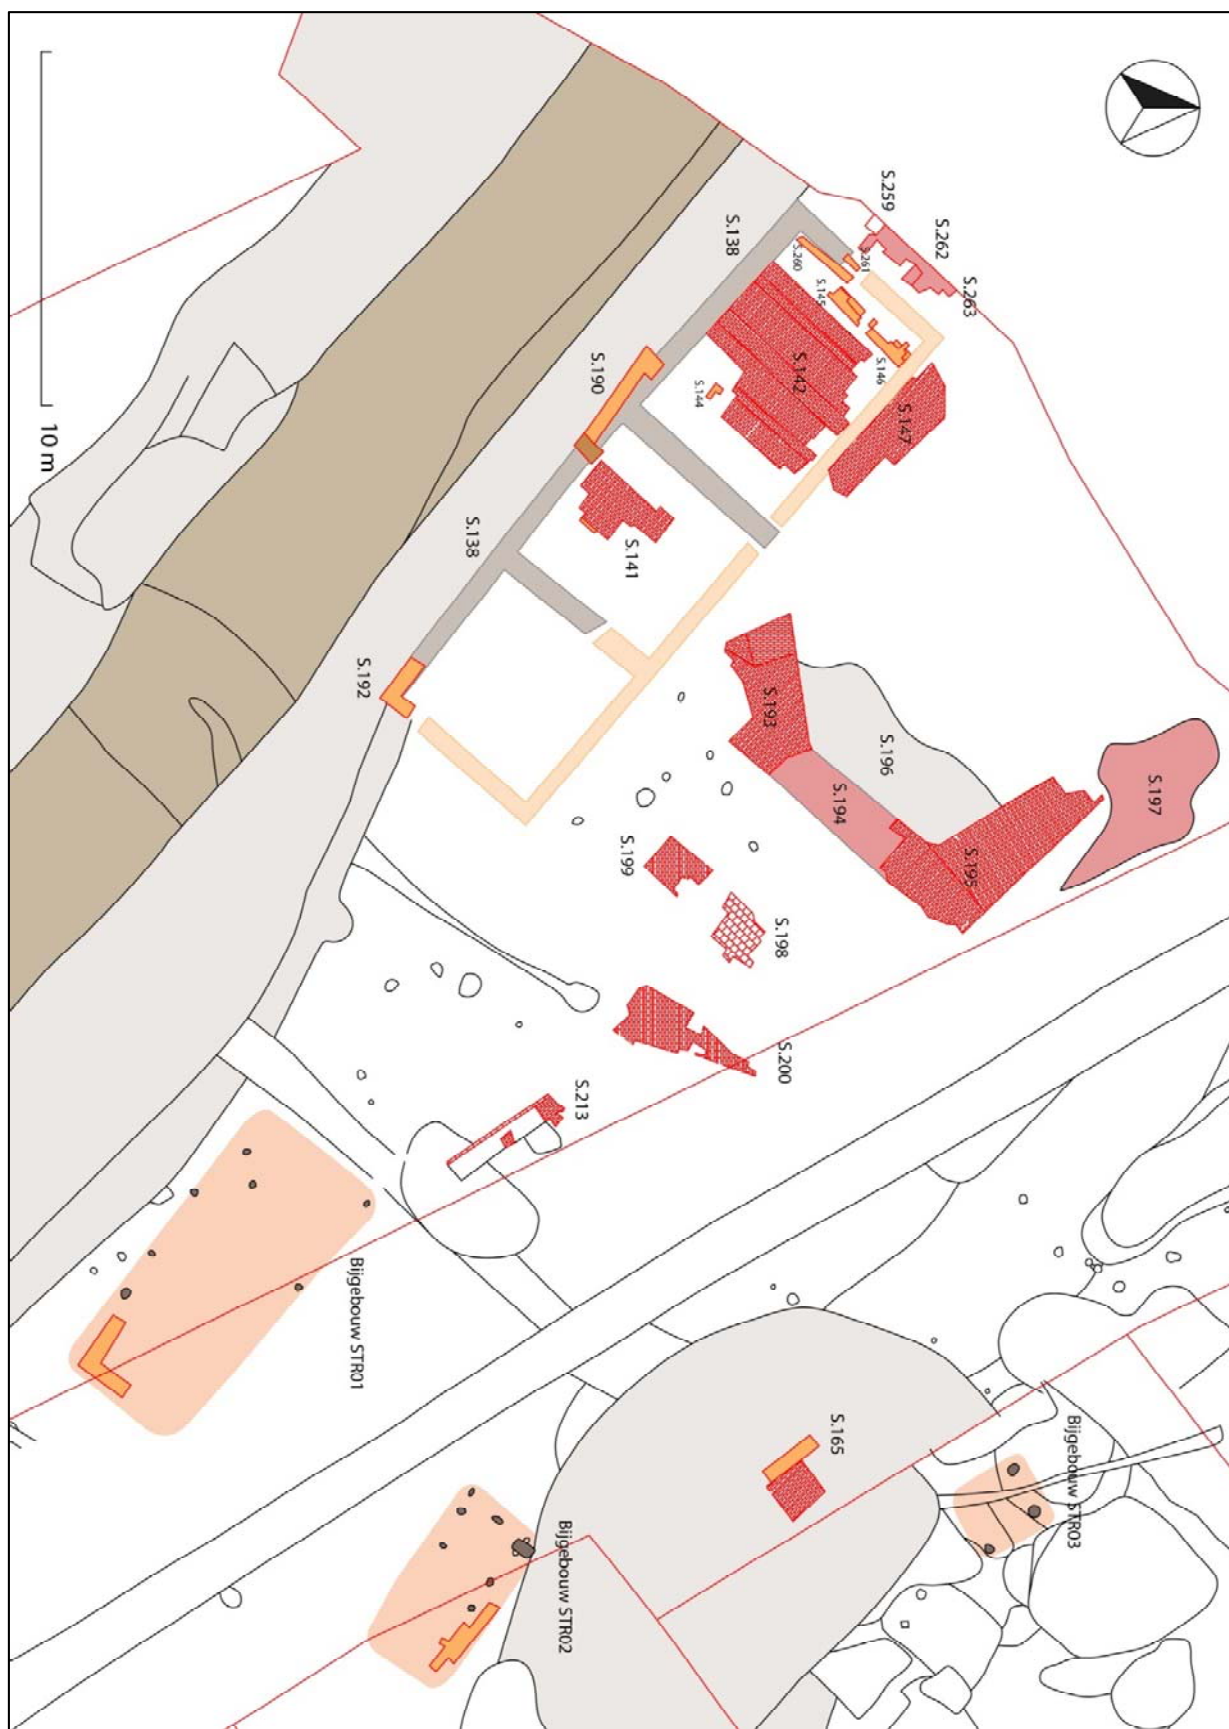 S.259
S.262
S.263
S.138
S.260
S.261
S.145
S.146
S.142
S.144
S.147
S.190
S.141
S.138
S.192
10 m
S.193
S.196
S.194
S.197
S.195
S.199
S.198
S.200
S.213
Bijgebouw STR01
S.165
Bijgebouw STR03
Bijgebouw STR02